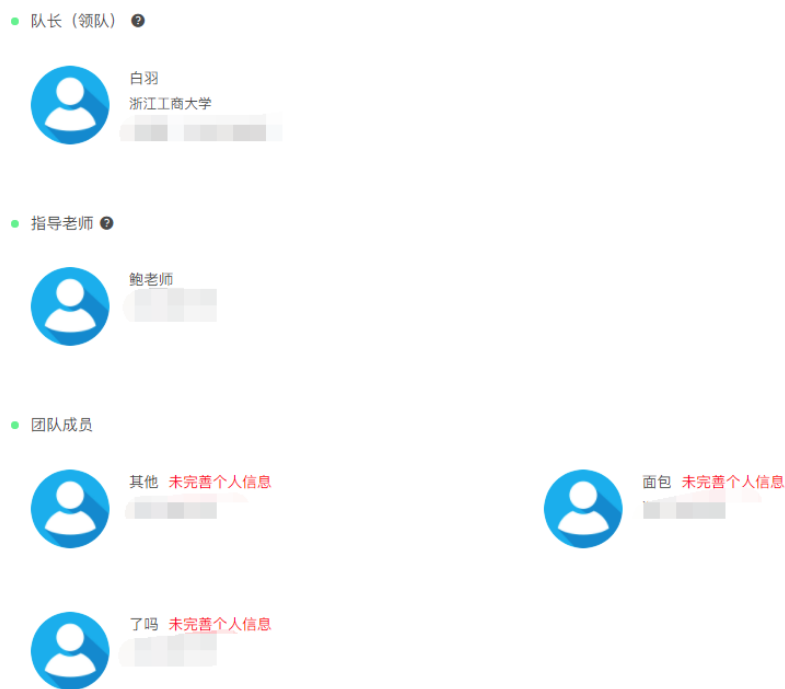 队长（领队）
白羽
浙江工商大学
指导老师
鲍老师
团队成员
其他 未完善个人信息
面包 未完善个人信息
了吗 未完善个人信息